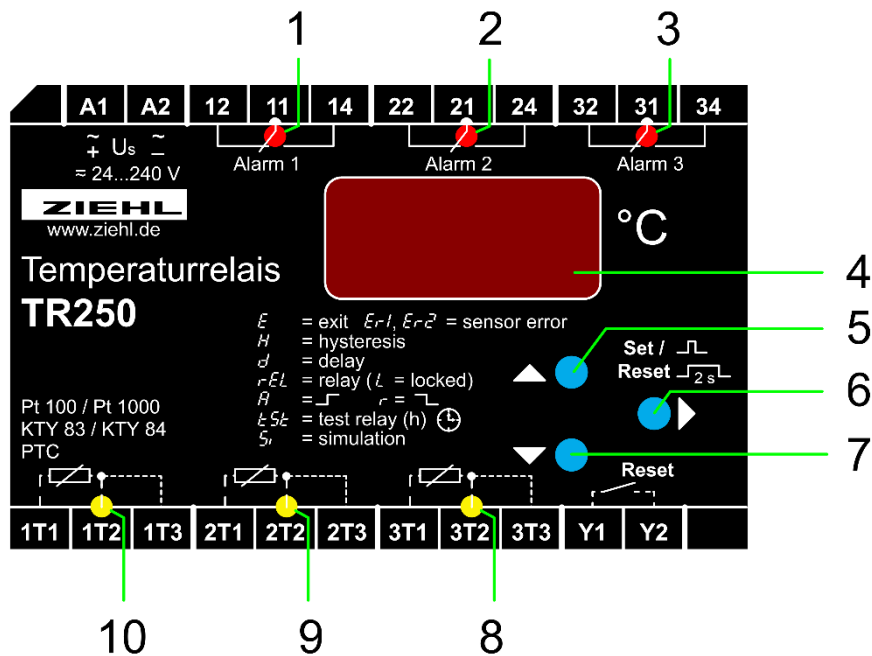 1 2 3
A1 A2 12 11 14 22 21 24 32 31 34
~ ~
+ Us –
≈ 24...240 V
Alarm 1 Alarm 2 Alarm 3
ZIEHL
www.ziehl.de
°C
Temperaturrelais
TR250
4
E = exit Er1, Er2 = sensor error
H = hysteresis
d = delay
rEL = relay (L = locked)
A = r =
tSt = test relay (h)
Si = simulation
5
Set /
Reset 2 s
6
7
Pt 100 / Pt 1000
KTY 83 / KTY 84
PTC
Reset
1T1 1T2 1T3 2T1 2T2 2T3 3T1 3T2 3T3 Y1 Y2
10 9 8